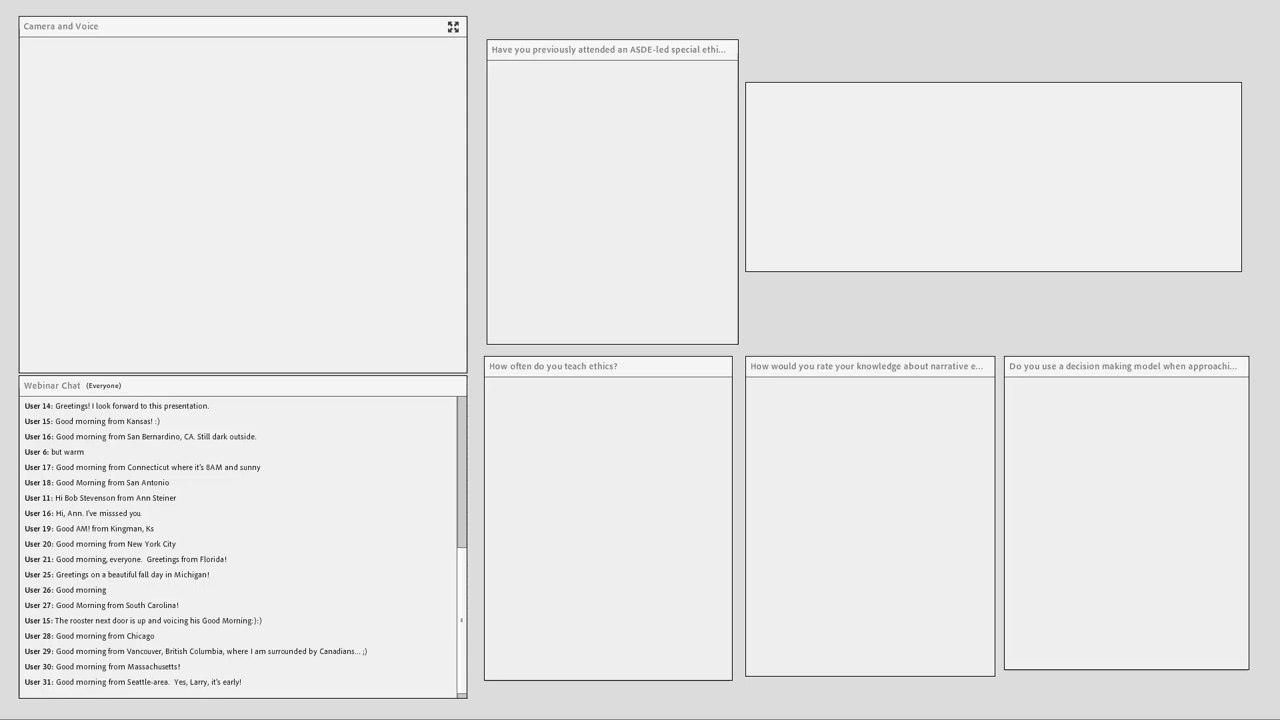 Camera and Voice
Have you previously attended an ASDE-led special ethi...
Webinar Chat (Everyone)
User 14: Greetings! I look forward to this presentation.
User 15: Good morning from Kansas! :)
User 16: Good morning from San Bernardino, CA. Still dark outside.
User 6: but warm
User 17: Good morning from Connecticut where it's 8AM and sunny
User 18: Good Morning from San Antonio
User 11: Hi Bob Stevenson from Ann Steiner
User 16: Hi, Ann. I've misssed you.
User 19: Good AM! from Kingman, Ks
User 20: Good morning from New York City
User 21: Good morning, everyone. Greetings from Florida!
User 25: Greetings on a beautiful fall day in Michigan!
User 26: Good morning
User 27: Good Morning from South Carolina!
User 15: The rooster next door is up and voicing his Good Morning:):)
User 28: Good morning from Chicago
User 29: Good morning from Vancouver, British Columbia, where I am surrounded by Canadians... ;)
User 30: Good morning from Massachusetts!
User 31: Good morning from Seattle-area. Yes, Larry, it's early!
How often do you teach ethics?
How would you rate your knowledge about narrative e...
Do you use a decision making model when approachi...